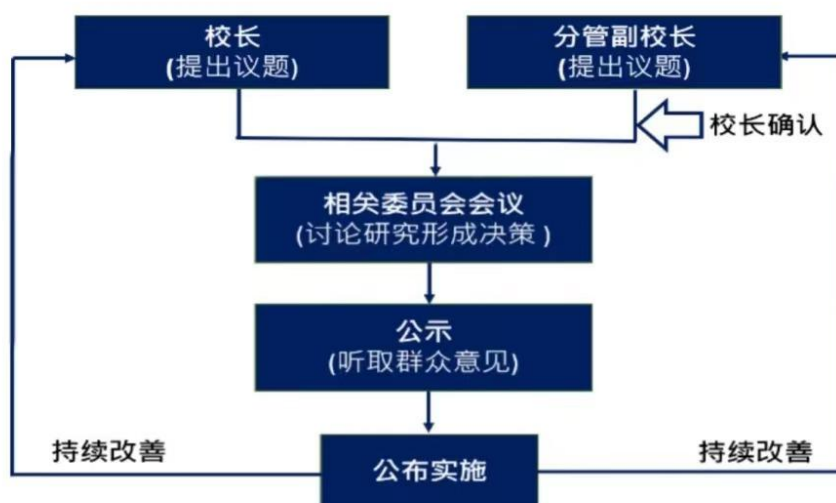 校长
(提出议题)
分管副校长
(提出议题)
校长确认
相关委员会会议
(讨论研究形成决策 )
公示
(听取群众意见)
持续改善
公布实施
持续改善